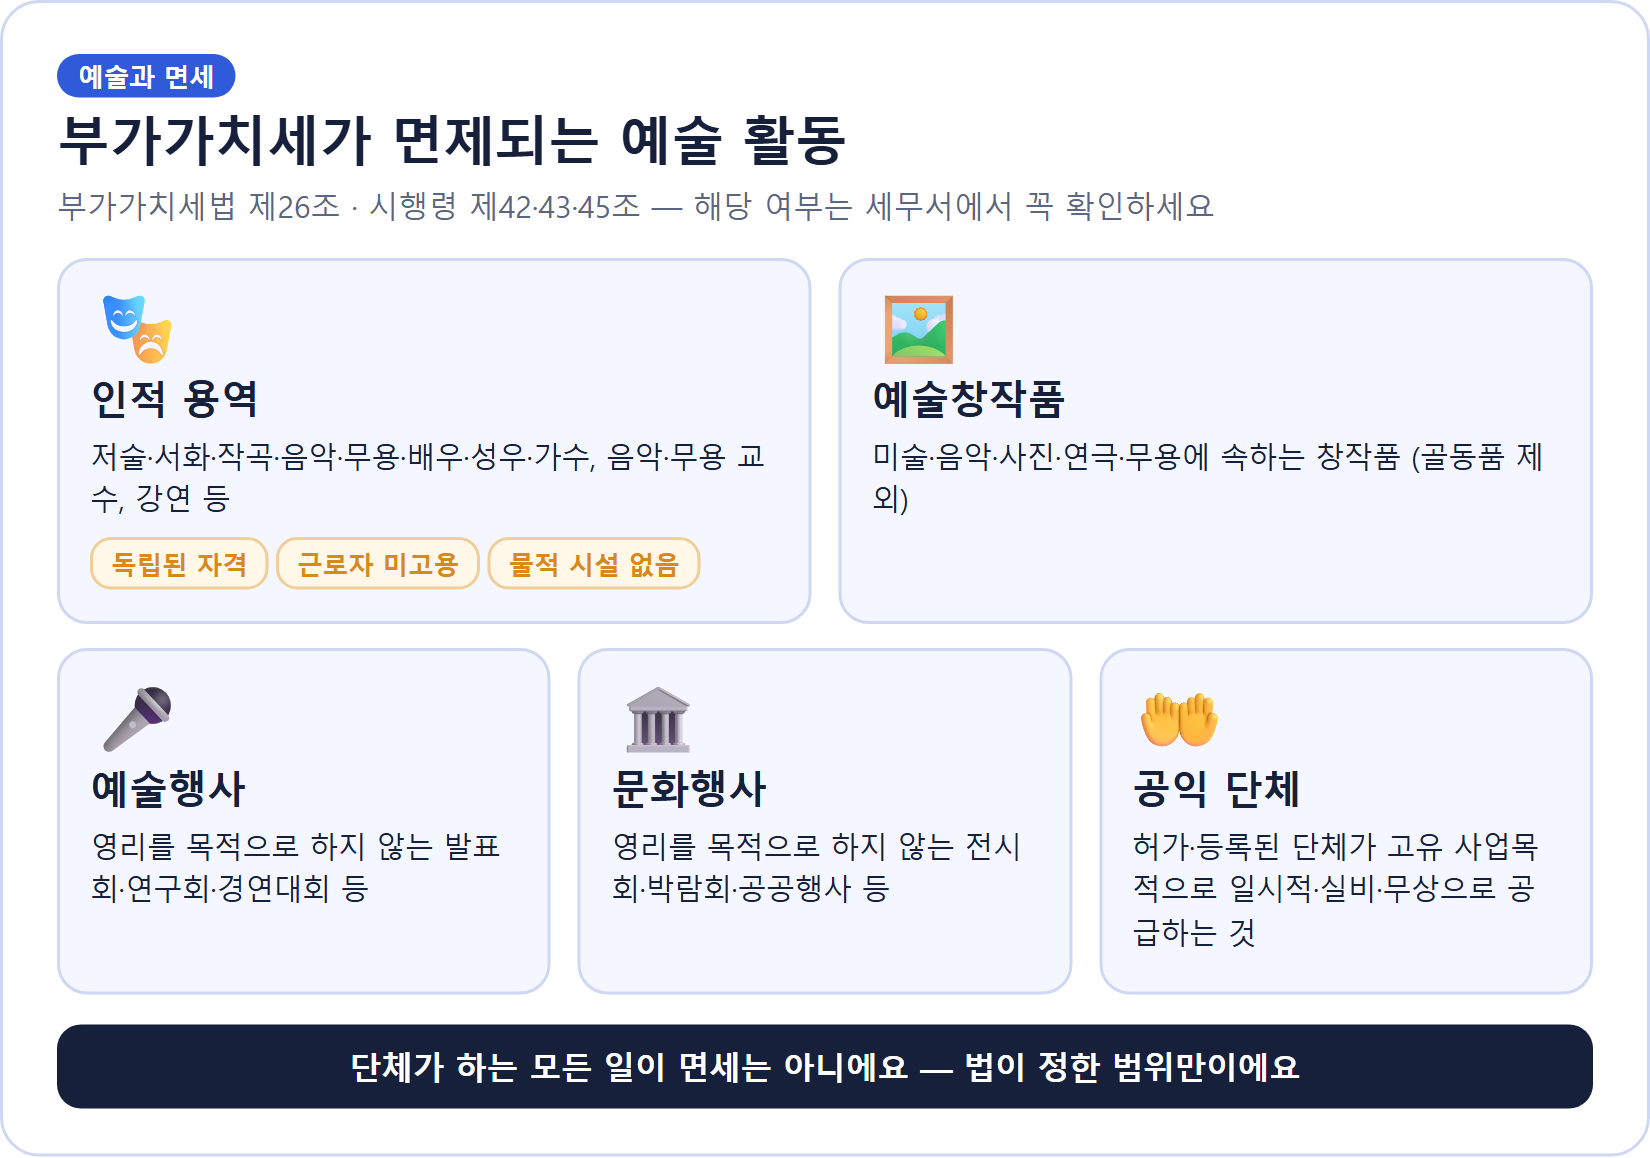 예술과 면세
부가가치세가 면제되는 예술 활동
부가가치세법 제26조 · 시행령 제42·43·45조 — 해당 여부는 세무서에서 꼭 확인하세요
인적 용역
저술·서화·작곡·음악·무용·배우·성우·가수, 음악·무용 교
수, 강연 등
독립된 자격 근로자 미고용 물적 시설 없음
예술창작품
미술·음악·사진·연극·무용에 속하는 창작품 (골동품 제
외)
예술행사
영리를 목적으로 하지 않는 발표
회·연구회·경연대회 등
문화행사
영리를 목적으로 하지 않는 전시
회·박람회·공공행사 등
공익 단체
허가·등록된 단체가 고유 사업목
적으로 일시적·실비·무상으로 공
급하는 것
단체가 하는 모든 일이 면세는 아니에요 — 법이 정한 범위만이에요